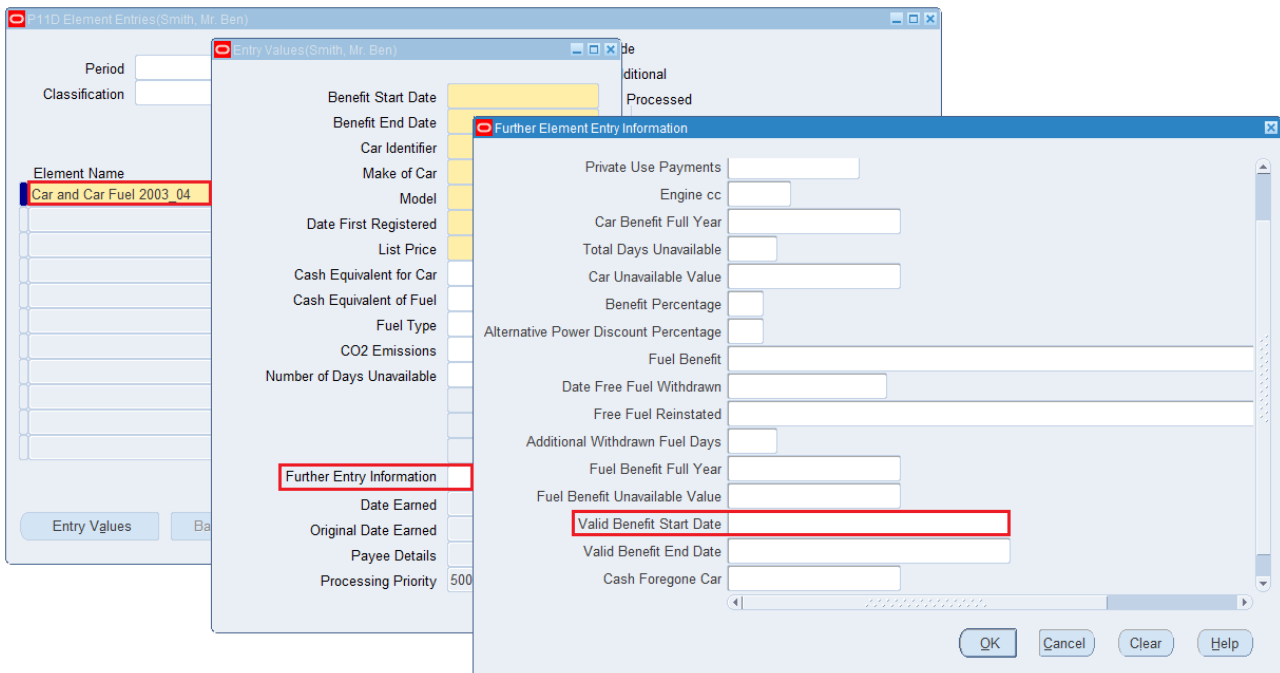 P11D Element Entries(Smith, Mr. Ben)
Period
Classification
Element Name
Car and Car Fuel 2003_04
Entry Values
Ba
de
ditional
Processed
Entry Values(Smith, Mr. Ben)
Benefit Start Date
Benefit End Date
Car Identifier
Make of Car
Model
Date First Registered
List Price
Cash Equivalent for Car
Cash Equivalent of Fuel
Fuel Type
CO2 Emissions
Number of Days Unavailable
Further Entry Information
Date Earned
Original Date Earned
Payee Details
Processing Priority 500
Further Element Entry Information
Private Use Payments
Engine cc
Car Benefit Full Year
Total Days Unavailable
Car Unavailable Value
Benefit Percentage
Alternative Power Discount Percentage
Fuel Benefit
Date Free Fuel Withdrawn
Free Fuel Reinstated
Additional Withdrawn Fuel Days
Fuel Benefit Full Year
Fuel Benefit Unavailable Value
Valid Benefit Start Date
Valid Benefit End Date
Cash Foregone Car
OK Cancel Clear Help